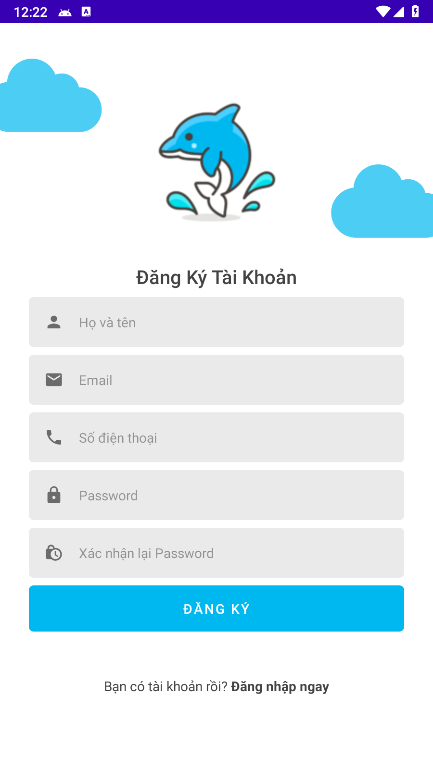 12:22
Đăng Ký Tài Khoản
Họ và tên
Email
Số điện thoại
Password
Xác nhận lại Password
ĐĂNG KÝ
Bạn có tài khoản rồi? Đăng nhập ngay